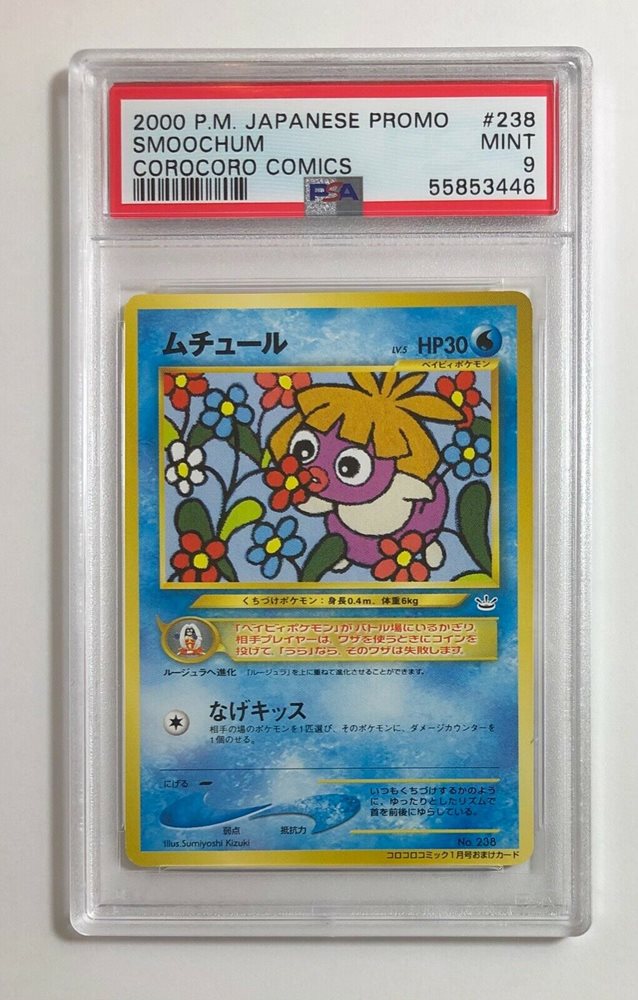 2000 P.M. JAPANESE PROMO #238
SMOOCHUM MINT
COROCORO COMICS 9
55853446
PSA
ムチュール LV.5 HP30
ベイビィポケモン
くちづけポケモン：身長0.4m、体重6kg
「ベイビィポケモン」がバトル場にいるかぎり、
相手プレイヤーは、ワザを使うときにコインを
投げて、「うら」なら、そのワザは失敗します。
ルージュラへ進化 「ルージュラ」を上に重ねて進化させることができます。
なげキッス
相手の場のポケモンを1匹選び、そのポケモンに、ダメージカウンターを
1個のせる。
にげる
弱点 抵抗力
いつもくちづけするかのよう
に、ゆったりとしたリズムで
首を前後にゆらしている。
Illus.Sumiyoshi Kizuki
No.238
コロコロコミック1月号おまけカード